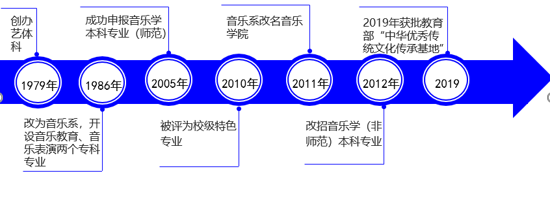 创办
艺体
科
成功申报音乐学
本科专业（师范）
音乐系改名音乐
学院
2019年获批教育
部“中华优秀传
统文化传承基地”
1979年
1986年
2005年
2010年
2011年
2012年
2019
改为音乐系，开
设音乐教育、音
乐表演两个专科
专业
被评为校级特色
专业
改招音乐学（非
师范）本科专业